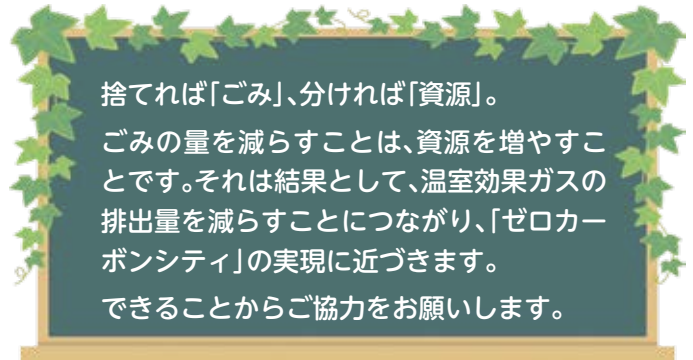 捨てれば「ごみ」、分ければ「資源」。
ごみの量を減らすことは、資源を増やすこ
とです。それは結果として、温室効果ガスの
排出量を減らすことにつながり、「ゼロカー
ボンシティ」の実現に近づきます。
できることからご協力をお願いします。